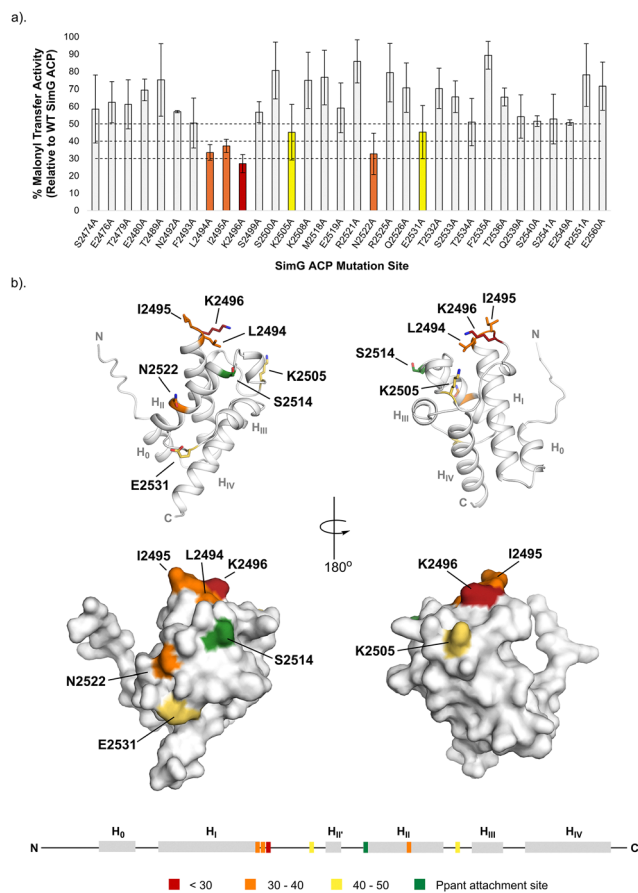 a).
% Malonyl Transfer Activity
(Relative to WT SimG ACP)
100
90
80
70
60
50
40
30
20
10
0
S2474A
E2476A
T2479A
E2480A
T2489A
N2492A
F2493A
L2494A
I2495A
K2496A
S2499A
S2500A
K2505A
K2508A
M2518A
E2519A
R2521A
N2522A
R2525A
Q2526A
E2531A
T2532A
S2533A
T2534A
F2535A
T2536A
Q2539A
S2540A
S2541A
E2549A
R2551A
E2560A
SimG ACP Mutation Site
b).
I2495
K2496
L2494
N
N2522
HII
K2505
S2514
HIII
H0
E2531
HIV
C
K2496
I2495
L2494
N
S2514
K2505
HI
HIII
H0
HIV
C
180º
I2495
L2494
K2496
S2514
N2522
E2531
K2496
I2495
K2505
H0
HI
HII'
HII
HIII
HIV
N
C
< 30
30 - 40
40 - 50
Ppant attachment site